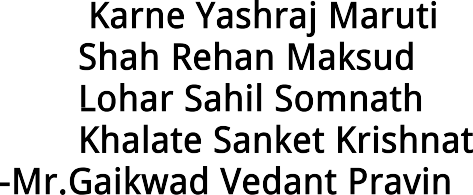 Karne Yashraj Maruti
Shah Rehan Maksud
Lohar Sahil Somnath
Khalate Sanket Krishnat
-Mr.Gaikwad Vedant Pravin